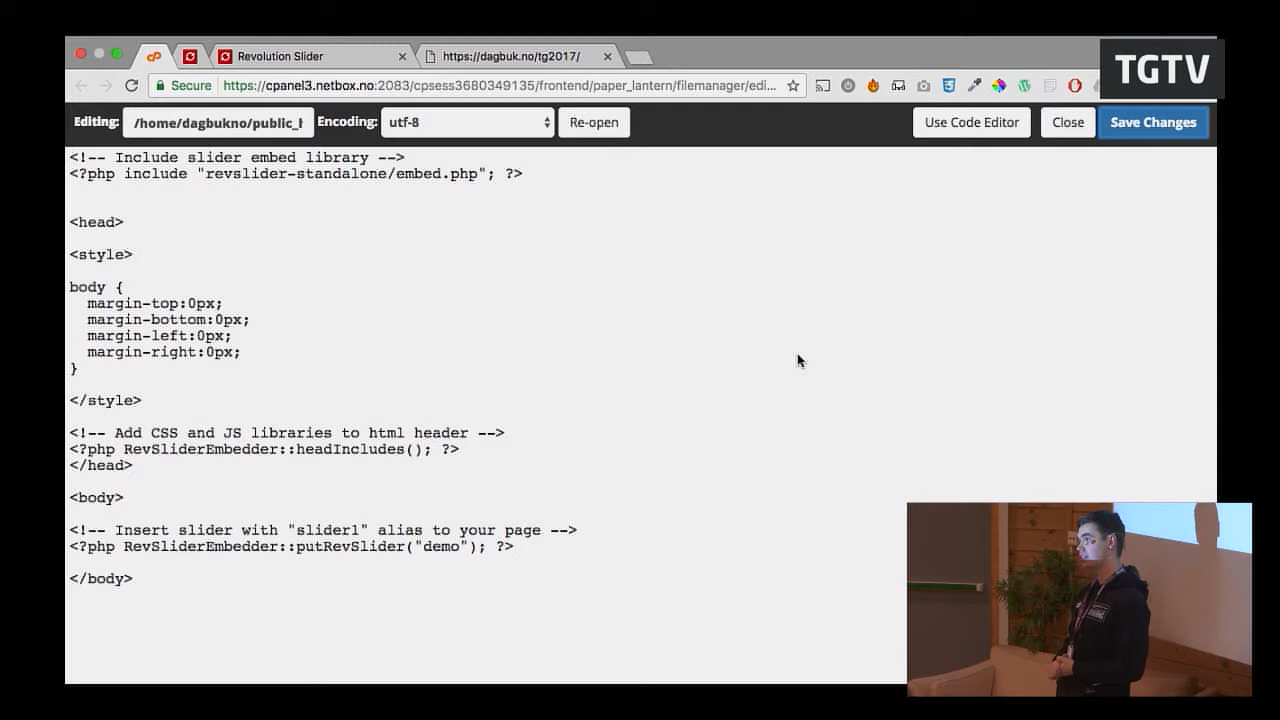 TGTV
cP
Revolution Slider
https://dagbuk.no/tg2017/
Secure
https://cpanel3.netbox.no:2083/cpsess3680349135/frontend/paper_lantern/filemanager/edi...
Editing:
/home/dagbukno/public_h
Encoding:
utf-8
Re-open
Use Code Editor
Close
Save Changes
<!-- Include slider embed library -->
<?php include "revslider-standalone/embed.php"; ?>
<head>
<style>
body {
margin-top:0px;
margin-bottom:0px;
margin-left:0px;
margin-right:0px;
}
</style>
<!-- Add CSS and JS libraries to html header -->
<?php RevSliderEmbedder::headIncludes(); ?>
</head>
<body>
<!-- Insert slider with "slider1" alias to your page -->
<?php RevSliderEmbedder::putRevSlider("demo"); ?>
</body>